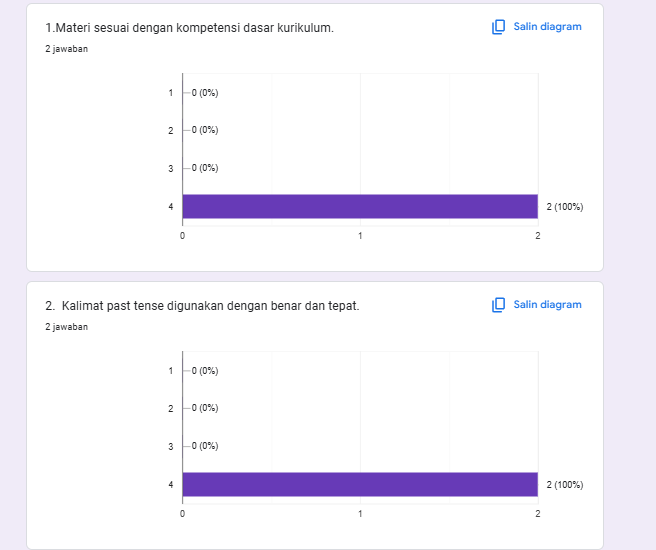 1.Materi sesuai dengan kompetensi dasar kurikulum.
Salin diagram
2 jawaban
1 0 (0%)
2 0 (0%)
3 0 (0%)
4 2 (100%)
0 1 2
2. Kalimat past tense digunakan dengan benar dan tepat.
Salin diagram
2 jawaban
1 0 (0%)
2 0 (0%)
3 0 (0%)
4 2 (100%)
0 1 2